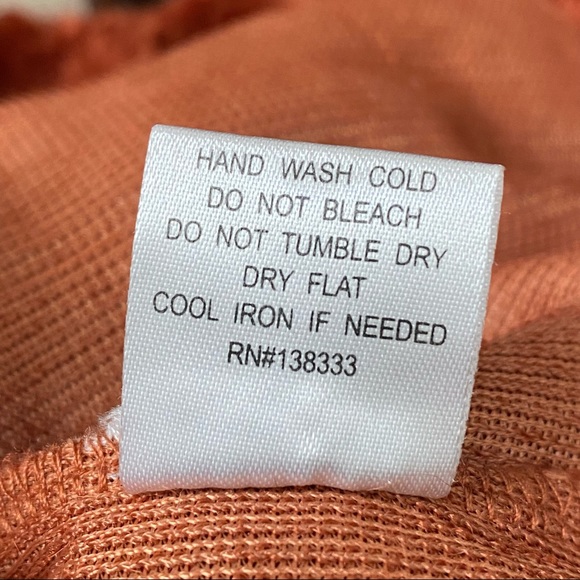 HAND WASH COLD
DO NOT BLEACH
DO NOT TUMBLE DRY
DRY FLAT
COOL IRON IF NEEDED
RN#138333